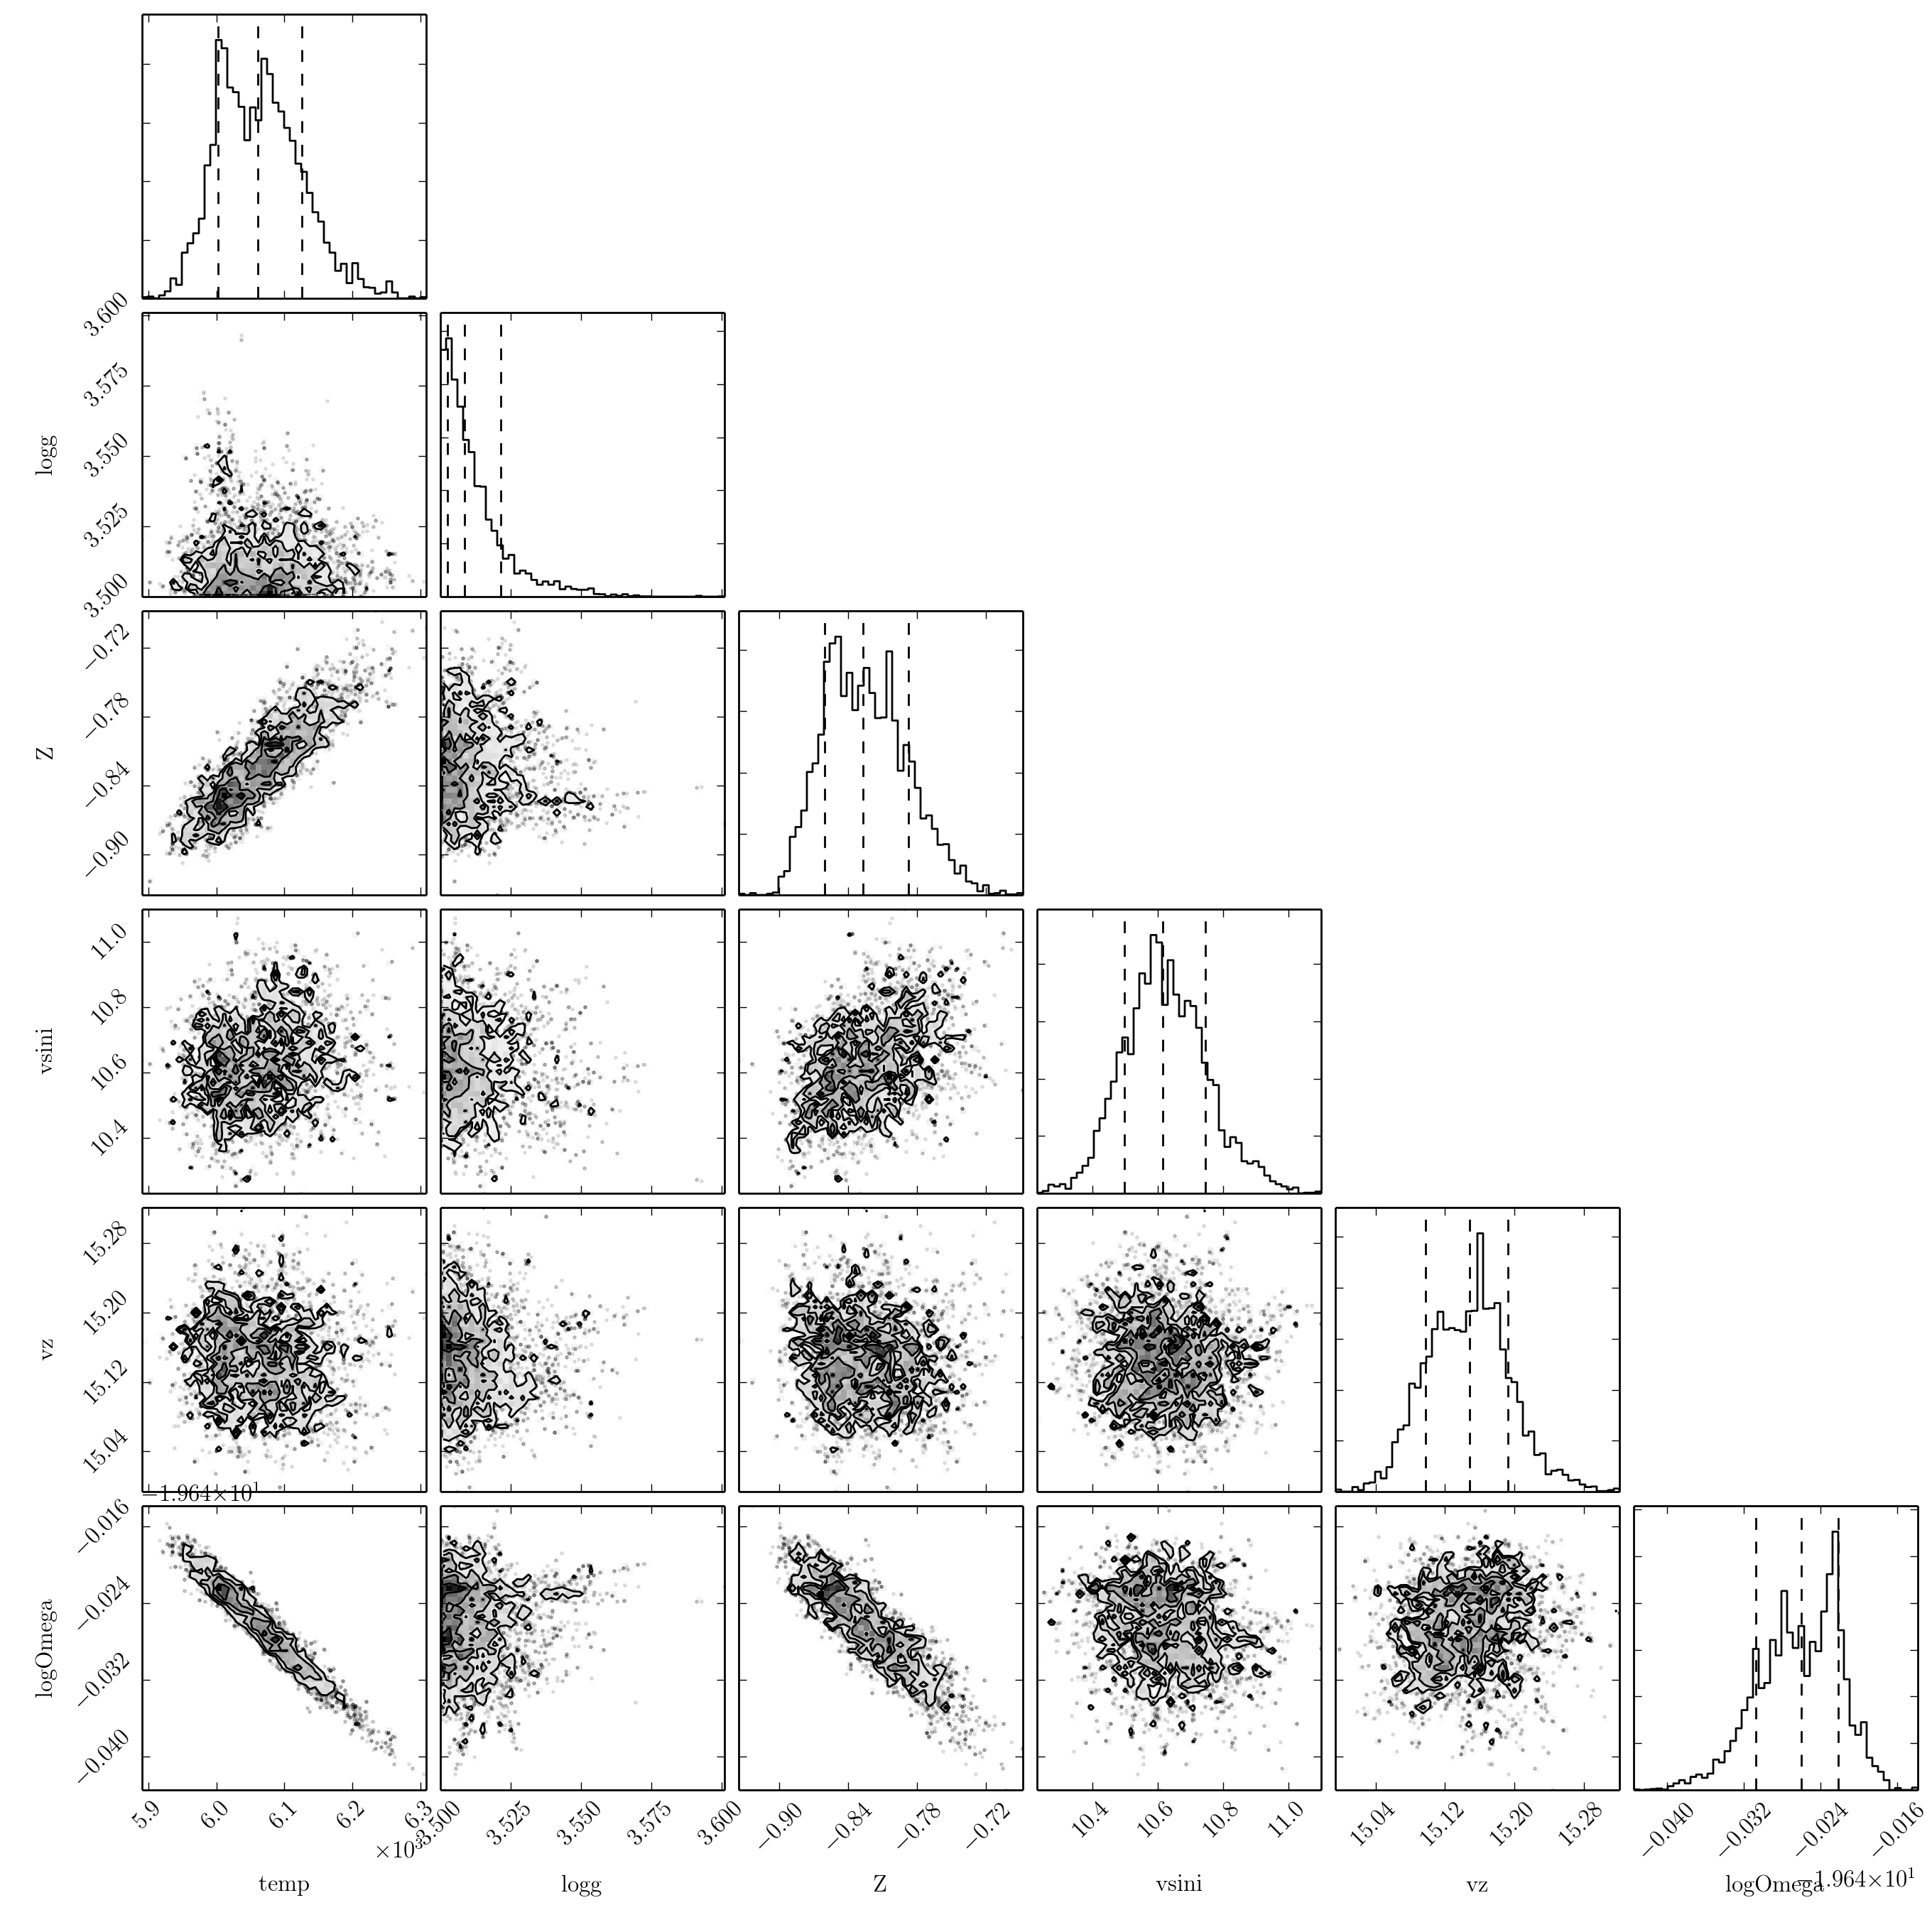 3.600
3.575
3.550
3.525
3.500
logg
−0.72
−0.78
−0.84
−0.90
Z
11.0
10.8
10.6
10.4
vsini
15.28
15.20
15.12
15.04
vz
−1.964×10¹
−0.016
−0.024
−0.032
−0.040
logOmega
5.9 6.0 6.1 6.2 6.3
×10³
3.500 3.525 3.550 3.575 3.600
−0.90 −0.84 −0.78 −0.72
10.4 10.6 10.8 11.0
15.04 15.12 15.20 15.28
−0.040 −0.032 −0.024 −0.016
−1.964×10¹
temp logg Z vsini vz logOmega